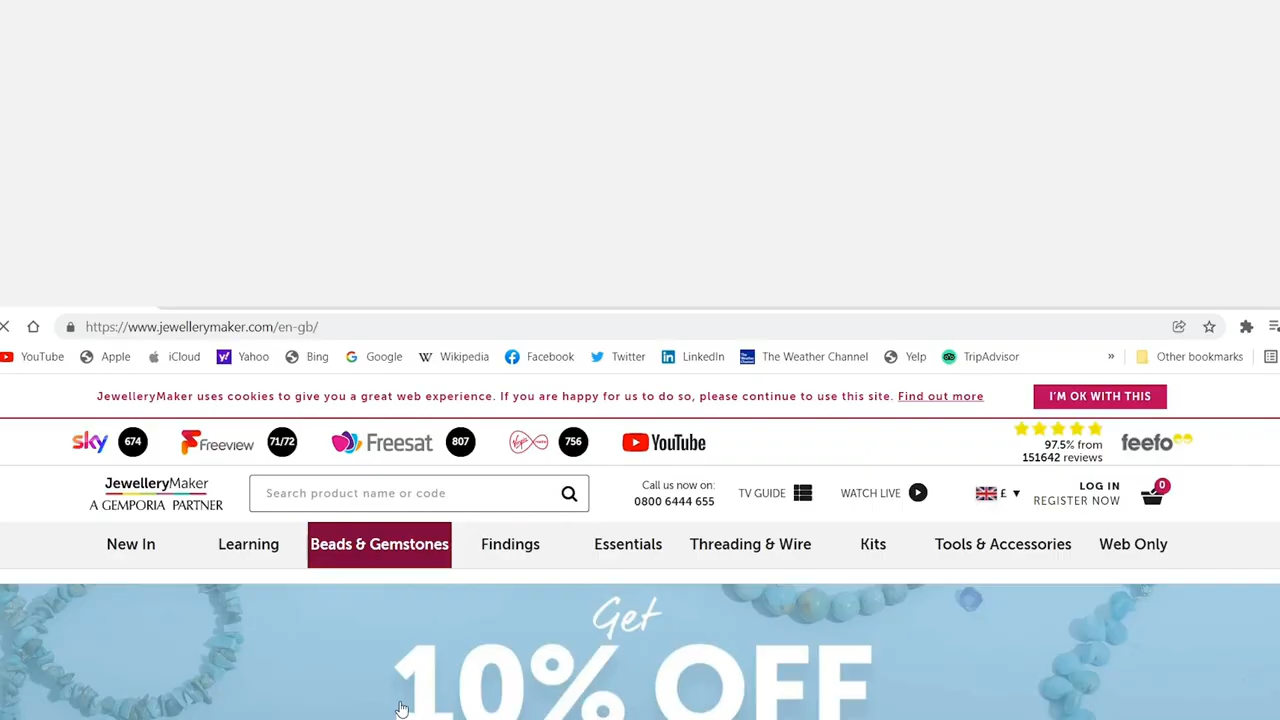 https://www.jewellerymaker.com/en-gb/
YouTube Apple iCloud Yahoo Bing Google Wikipedia Facebook Twitter LinkedIn The Weather Channel Yelp TripAdvisor » Other bookmarks
JewelleryMaker uses cookies to give you a great web experience. If you are happy for us to do so, please continue to use this site. Find out more I'M OK WITH THIS
sky 674 Freeview 71/72 Freesat 807 Virgin 756 YouTube
97.5% from
151642 reviews
feefo
JewelleryMaker
A GEMPORIA PARTNER
Search product name or code
Call us now on:
0800 6444 655
TV GUIDE
WATCH LIVE
£
LOG IN
REGISTER NOW
0
New In Learning Beads & Gemstones Findings Essentials Threading & Wire Kits Tools & Accessories Web Only
Get
10% OFF